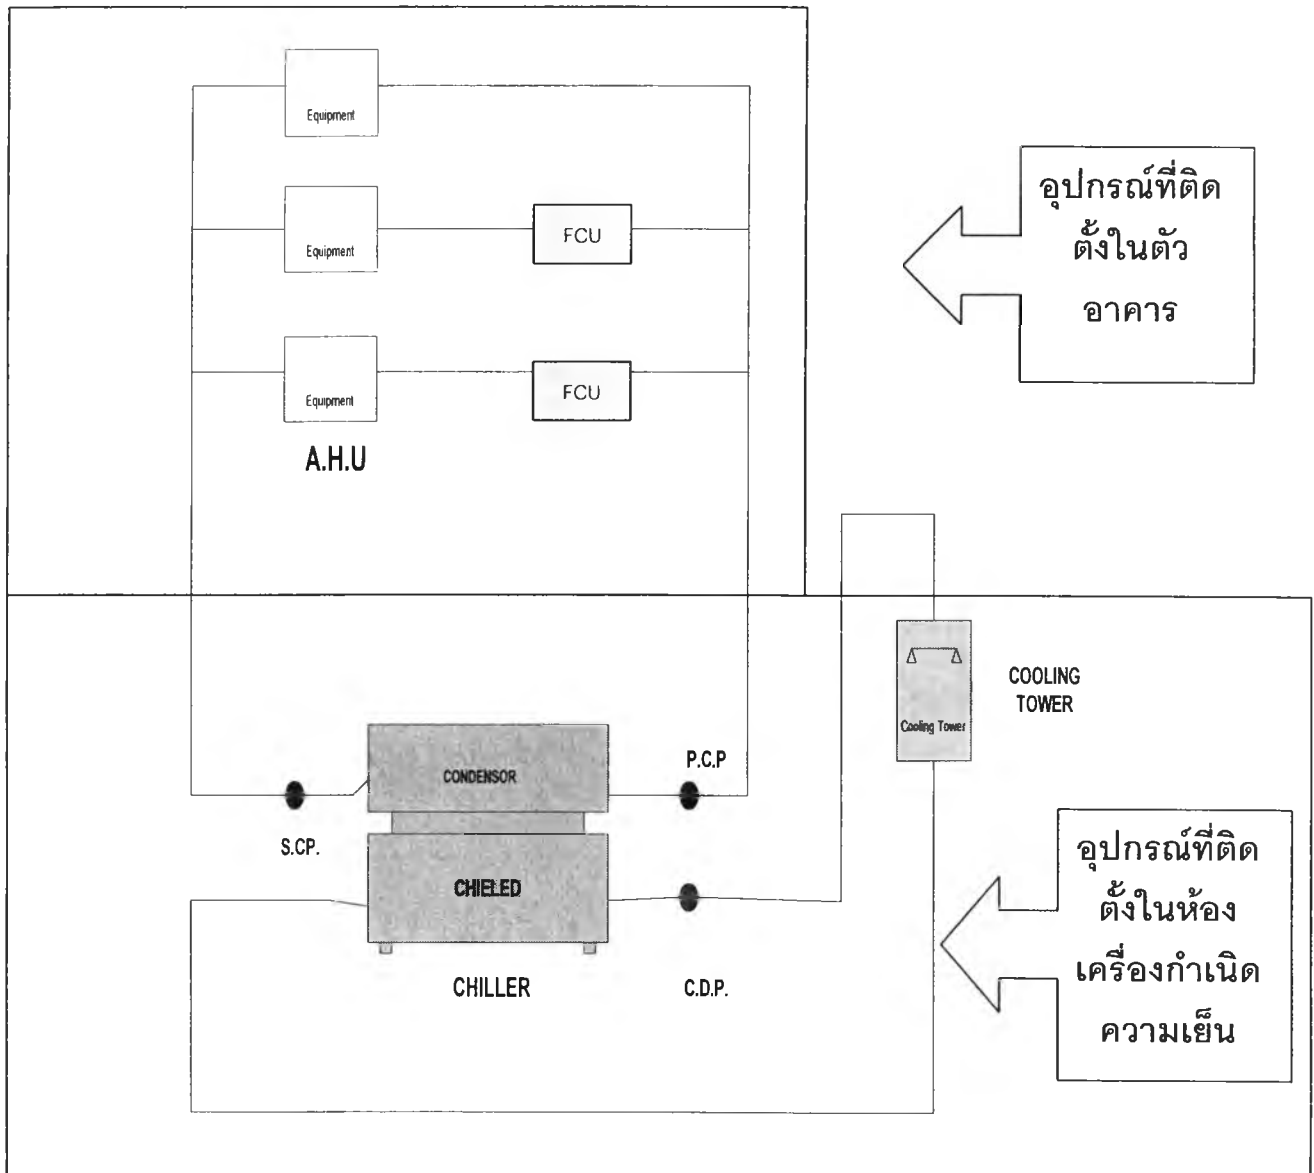 Equipment
Equipment
FCU
Equipment
FCU
A.H.U
อุปกรณ์ที่ติด
ตั้งในตัว
อาคาร
Cooling Tower
COOLING
TOWER
CONDENSOR
P.C.P
S.CP.
CHIELED
CHILLER
C.D.P.
อุปกรณ์ที่ติด
ตั้งในห้อง
เครื่องกำเนิด
ความเย็น